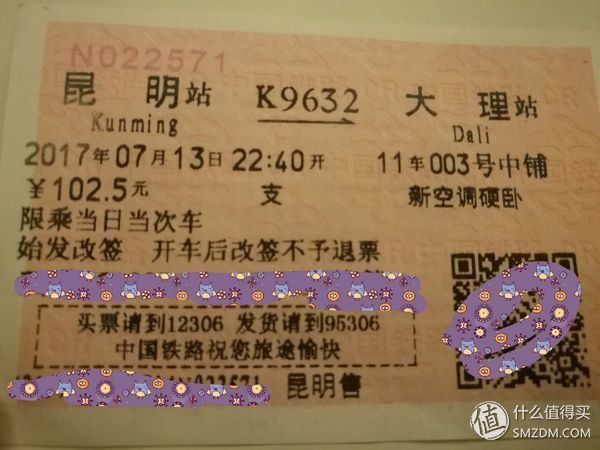 N022571
昆明站 K9632 大理站
Kunming Dali
2017年07月13日22:40开 11车003号中铺
￥102.5元 支 新空调硬卧
限乘当日当次车
始发改签 开车后改签不予退票
买票请到12306 发货请到95306
中国铁路祝您旅途愉快
022571 昆明售
值 什么值得买
SMZDM.COM